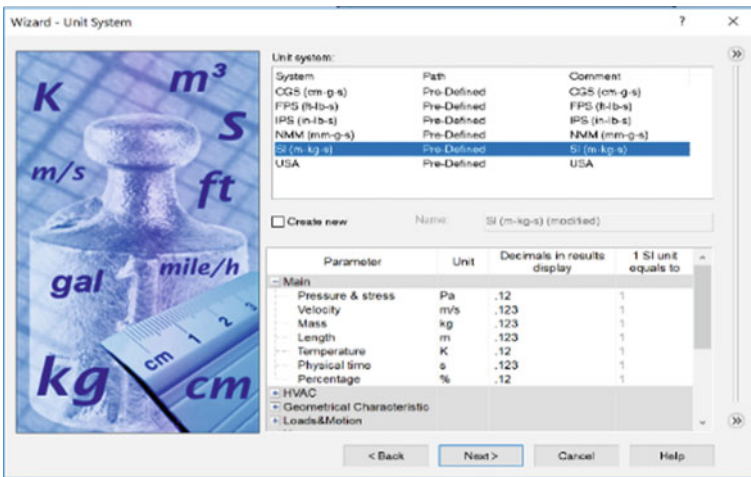 Wizard - Unit System
? X
K
m³
S
m/s
ft
gal
mile/h
cm 1 2 3
kg
cm
Unit system:
System Path Comment
CGS (cm-g-s) Pre-Defined CGS (cm-g-s)
FPS (ft-lb-s) Pre-Defined FPS (ft-lb-s)
IPS (in-lb-s) Pre-Defined IPS (in-lb-s)
NMM (mm-g-s) Pre-Defined NMM (mm-g-s)
SI (m-kg-s) Pre-Defined SI (m-kg-s)
USA Pre-Defined USA
Create new Name: SI (m-kg-s) (modified)
Parameter Unit Decimals in results display 1 SI unit equals to
Main
Pressure & stress Pa .12 1
Velocity m/s .123 1
Mass kg .123 1
Length m .123 1
Temperature K .12 1
Physical time s .123 1
Percentage % .12 1
HVAC
Geometrical Characteristic
Loads&Motion
< Back Next > Cancel Help